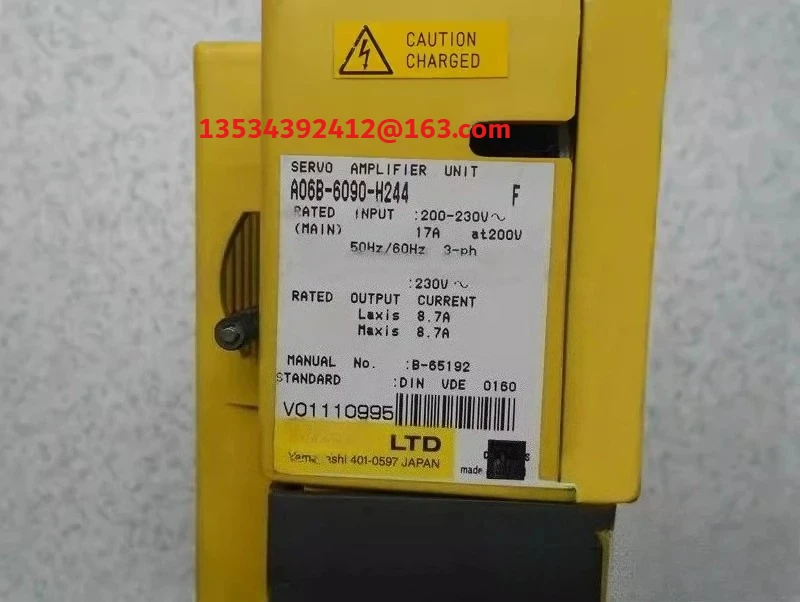 CAUTION
CHARGED
13534392412@163.com
SERVO AMPLIFIER UNIT
A06B-6090-H244 F
RATED INPUT :200-230V~
(MAIN) 17A at200V
50Hz/60Hz 3-ph
:230V ~
RATED OUTPUT CURRENT
Laxis 8.7A
Maxis 8.7A
MANUAL No. :B-65192
STANDARD :DIN VDE 0160
V01110995
LTD
401-0597 JAPAN
made